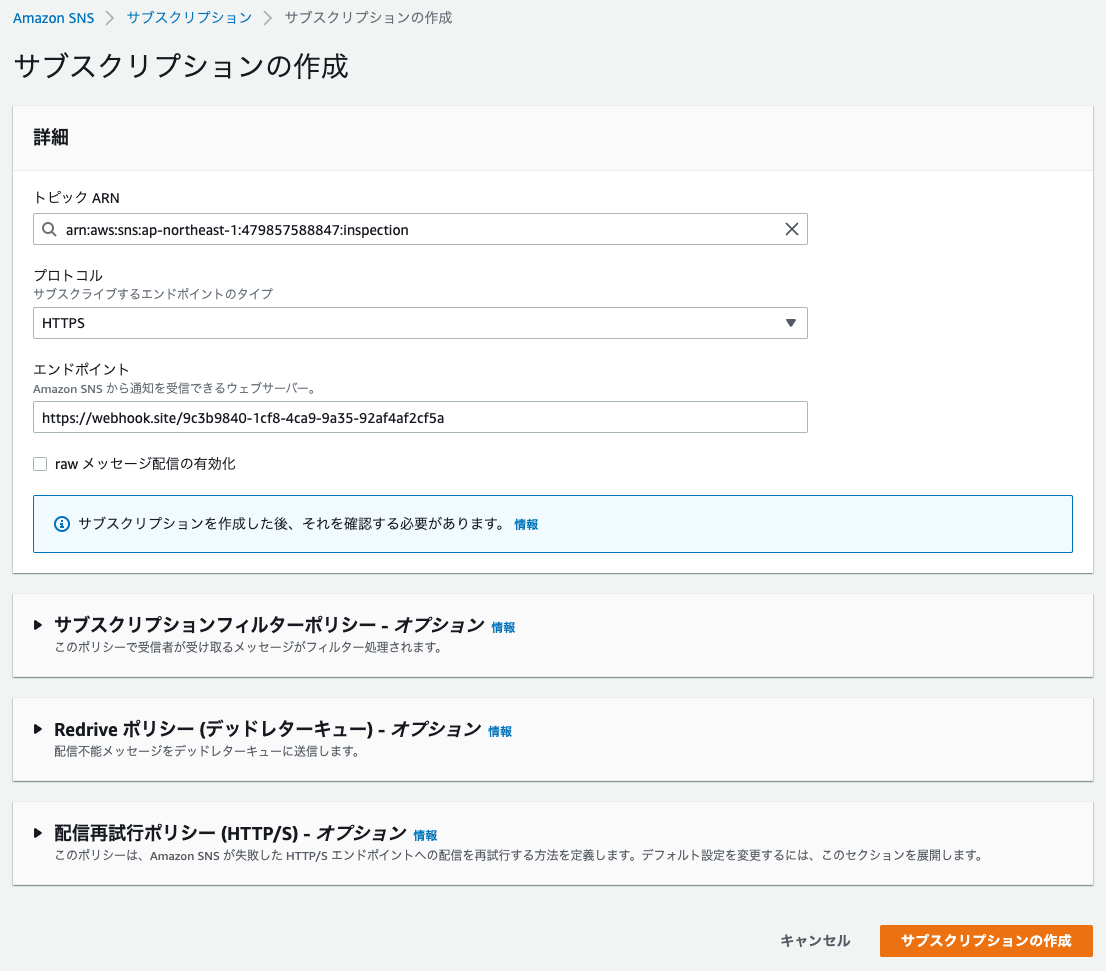 Amazon SNS > サブスクリプション > サブスクリプションの作成
サブスクリプションの作成
詳細
トピック ARN
arn:aws:sns:ap-northeast-1:479857588847:inspection
プロトコル
サブスクライブするエンドポイントのタイプ
HTTPS
エンドポイント
Amazon SNS から通知を受信できるウェブサーバー。
https://webhook.site/9c3b9840-1cf8-4ca9-9a35-92af4af2cf5a
raw メッセージ配信の有効化
サブスクリプションを作成した後、それを確認する必要があります。 情報
サブスクリプションフィルターポリシー - オプション 情報
このポリシーで受信者が受け取るメッセージがフィルター処理されます。
Redrive ポリシー (デッドレターキュー) - オプション 情報
配信不能メッセージをデッドレターキューに送信します。
配信再試行ポリシー (HTTP/S) - オプション 情報
このポリシーは、Amazon SNS が失敗した HTTP/S エンドポイントへの配信を再試行する方法を定義します。デフォルト設定を変更するには、このセクションを展開します。
キャンセル サブスクリプションの作成